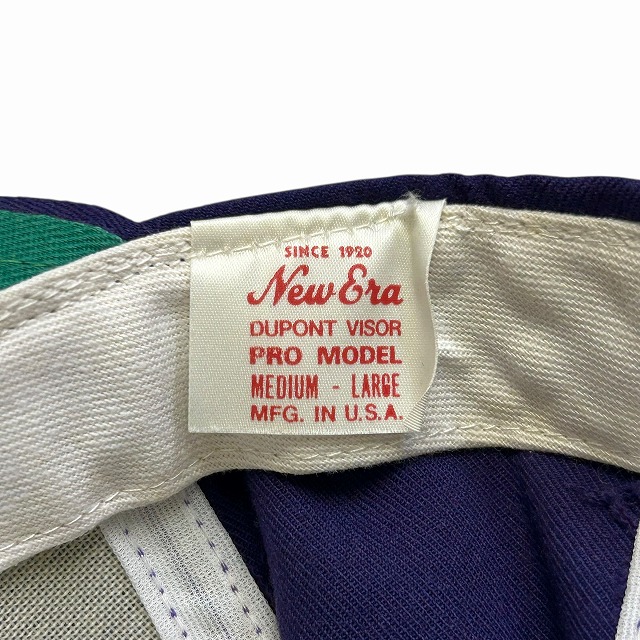 SINCE 1920
New Era
DUPONT VISOR
PRO MODEL
MEDIUM - LARGE
MFG. IN U.S.A.